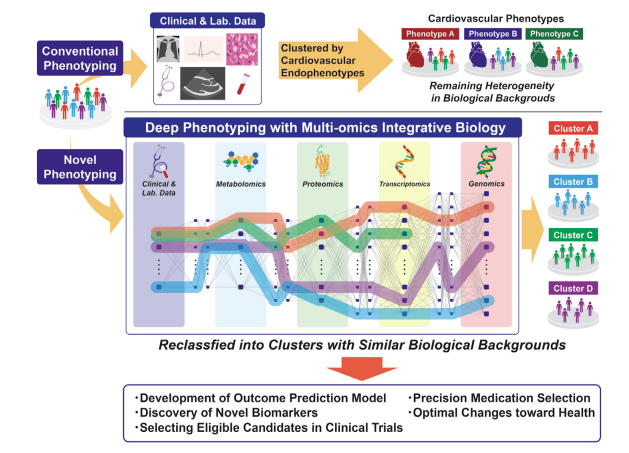 Conventional
Phenotyping
Clinical & Lab. Data
Clustered by
Cardiovascular
Endophenotypes
Cardiovascular Phenotypes
Phenotype A
Phenotype B
Phenotype C
Remaining Heterogeneity
in Biological Backgrouds
Novel
Phenotyping
Deep Phenotyping with Multi-omics Integrative Biology
Clinical &
Lab. Data
Metabolomics
Proteomics
Transcriptomics
Genomics
Cluster A
Cluster B
Cluster C
Cluster D
Reclassfied into Clusters with Similar Biological Backgrounds
・Development of Outcome Prediction Model
・Discovery of Novel Biomarkers
・Selecting Eligible Candidates in Clinical Trials
・Precision Medication Selection
・Optimal Changes toward Health